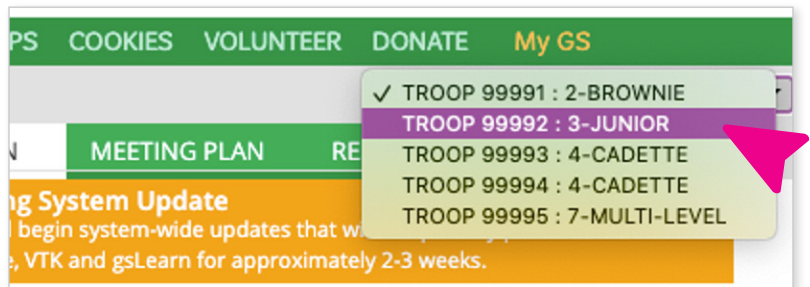 PS COOKIES VOLUNTEER DONATE My GS
✓ TROOP 99991 : 2-BROWNIE
TROOP 99992 : 3-JUNIOR
TROOP 99993 : 4-CADETTE
TROOP 99994 : 4-CADETTE
TROOP 99995 : 7-MULTI-LEVEL
N MEETING PLAN RE
ng System Update
begin system-wide updates that wi
e, VTK and gsLearn for approximately 2-3 weeks.